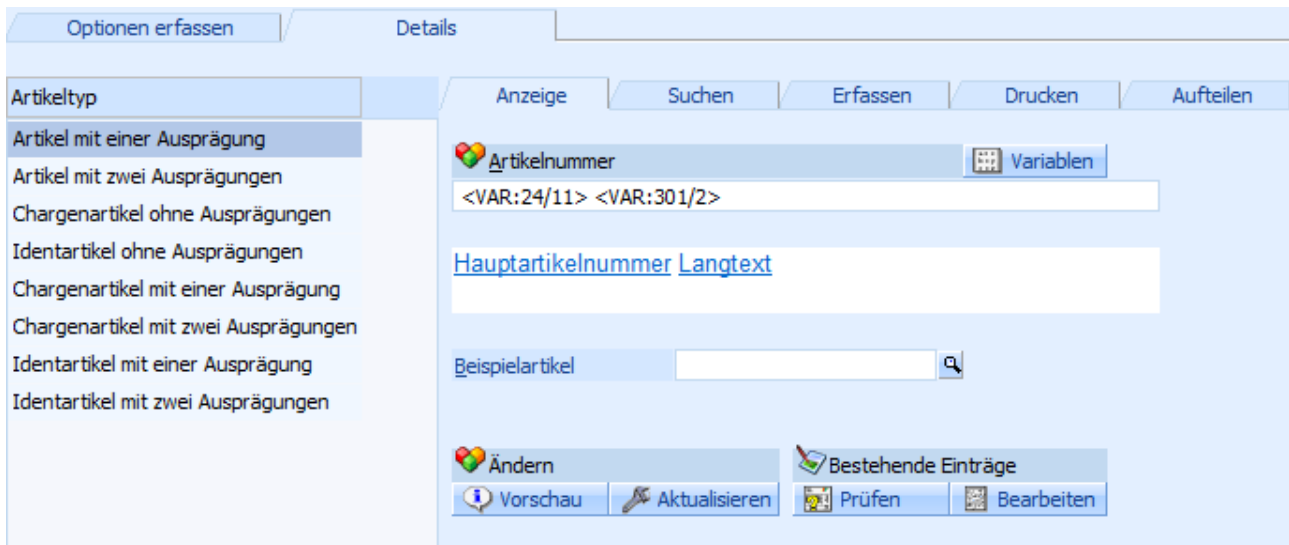 Optionen erfassen Details
Artikeltyp
Artikel mit einer Ausprägung
Artikel mit zwei Ausprägungen
Chargenartikel ohne Ausprägungen
Identartikel ohne Ausprägungen
Chargenartikel mit einer Ausprägung
Chargenartikel mit zwei Ausprägungen
Identartikel mit einer Ausprägung
Identartikel mit zwei Ausprägungen
Anzeige Suchen Erfassen Drucken Aufteilen
Artikelnummer Variablen
<VAR:24/11> <VAR:301/2>
Hauptartikelnummer Langtext
Beispielartikel
Ändern Bestehende Einträge
Vorschau Aktualisieren Prüfen Bearbeiten